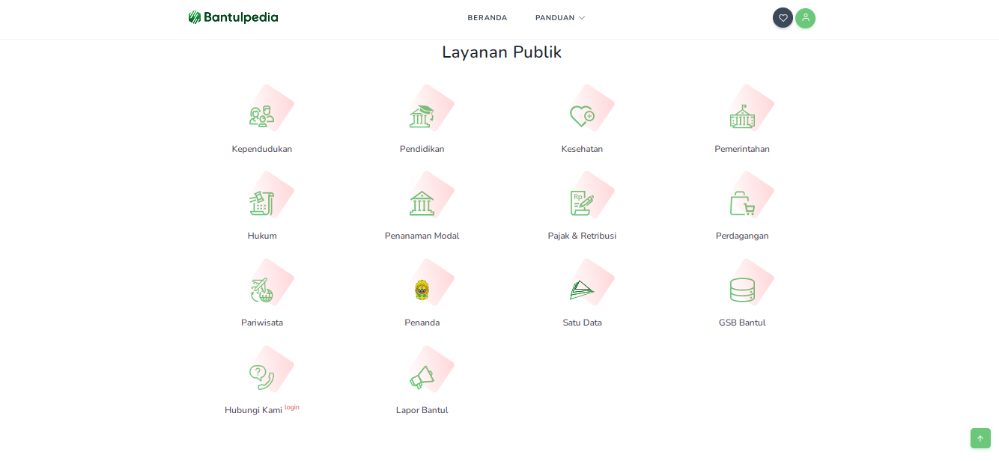 Bantulpedia
BERANDA
PANDUAN
Layanan Publik
Kependudukan
Pendidikan
Kesehatan
Pemerintahan
Hukum
Penanaman Modal
Rp
Pajak & Retribusi
Perdagangan
Pariwisata
Penanda
Satu Data
GSB Bantul
?
Hubungi Kami login
Lapor Bantul